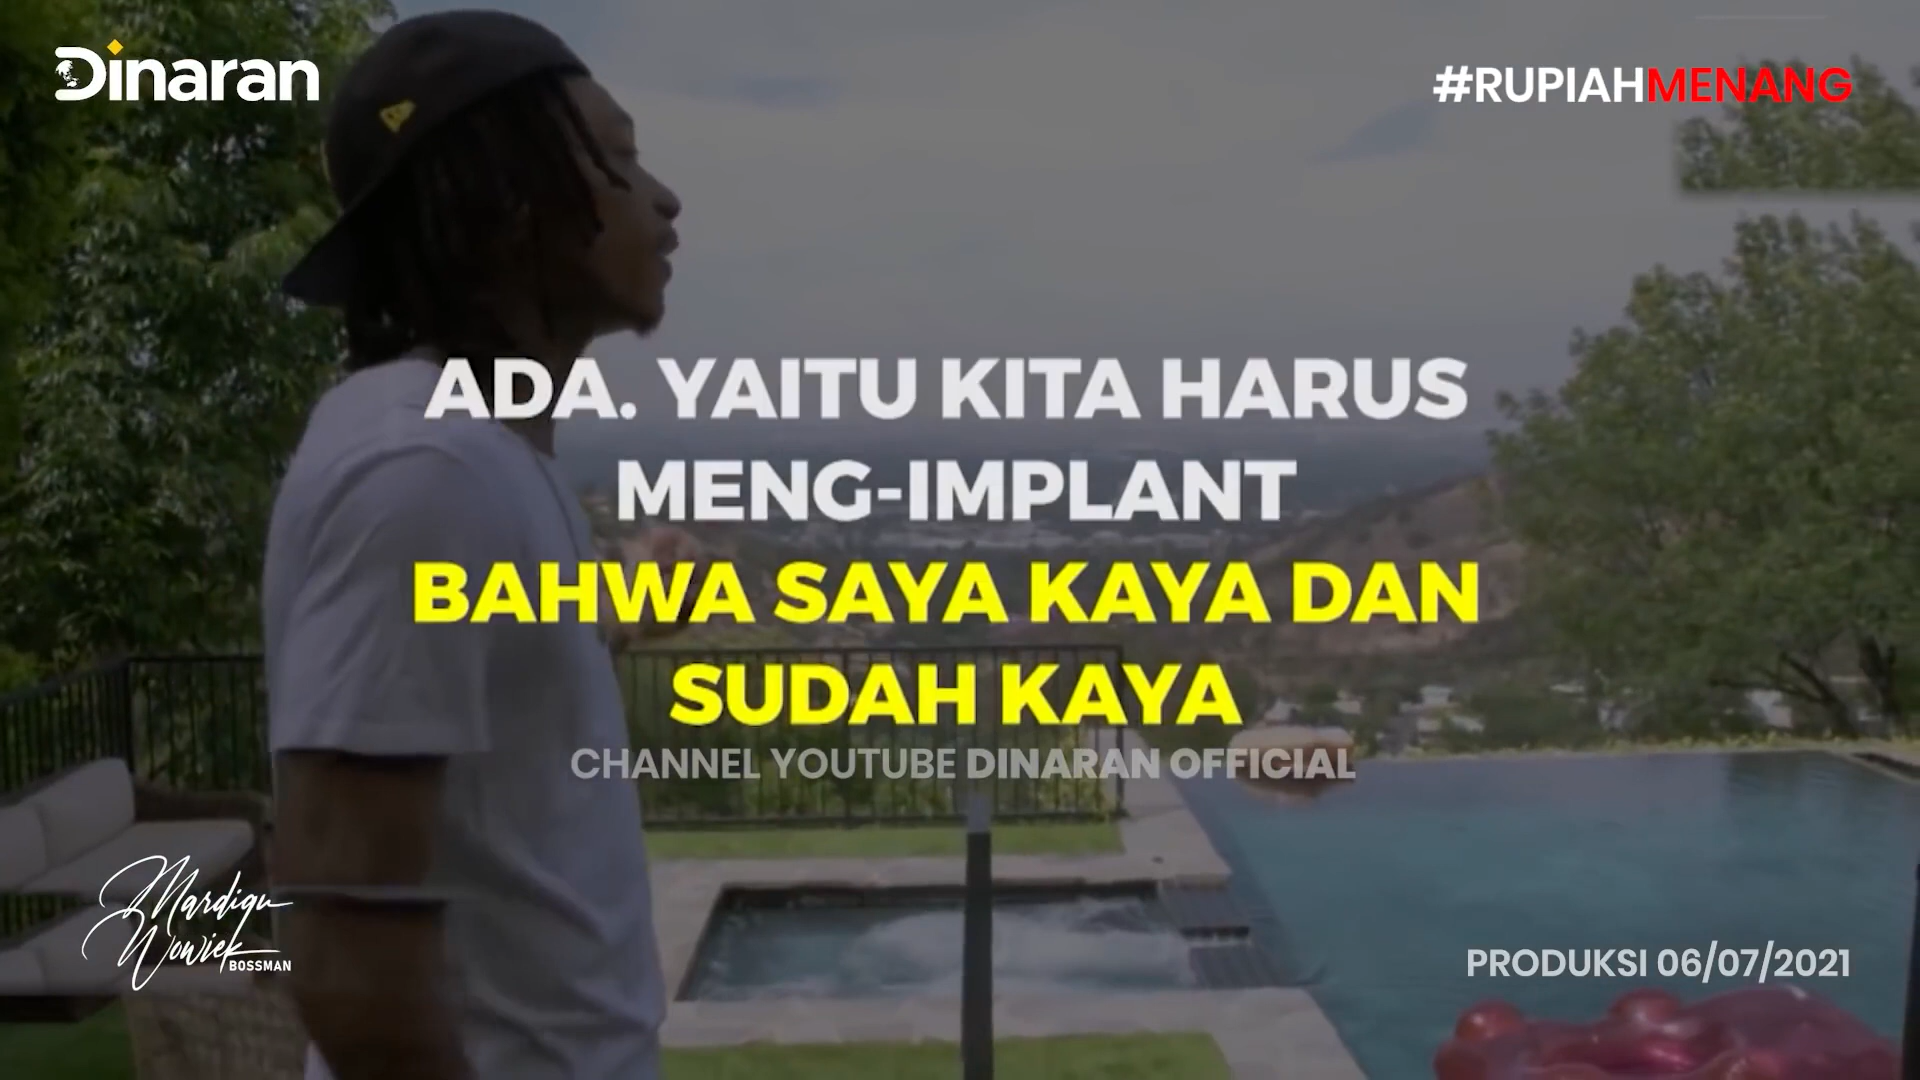 Dinaran
#RUPIAHMENANG
ADA. YAITU KITA HARUS
MENG-IMPLANT
BAHWA SAYA KAYA DAN
SUDAH KAYA
CHANNEL YOUTUBE DINARAN OFFICIAL
Mardigu
Wowiek
BOSSMAN
PRODUKSI 06/07/2021